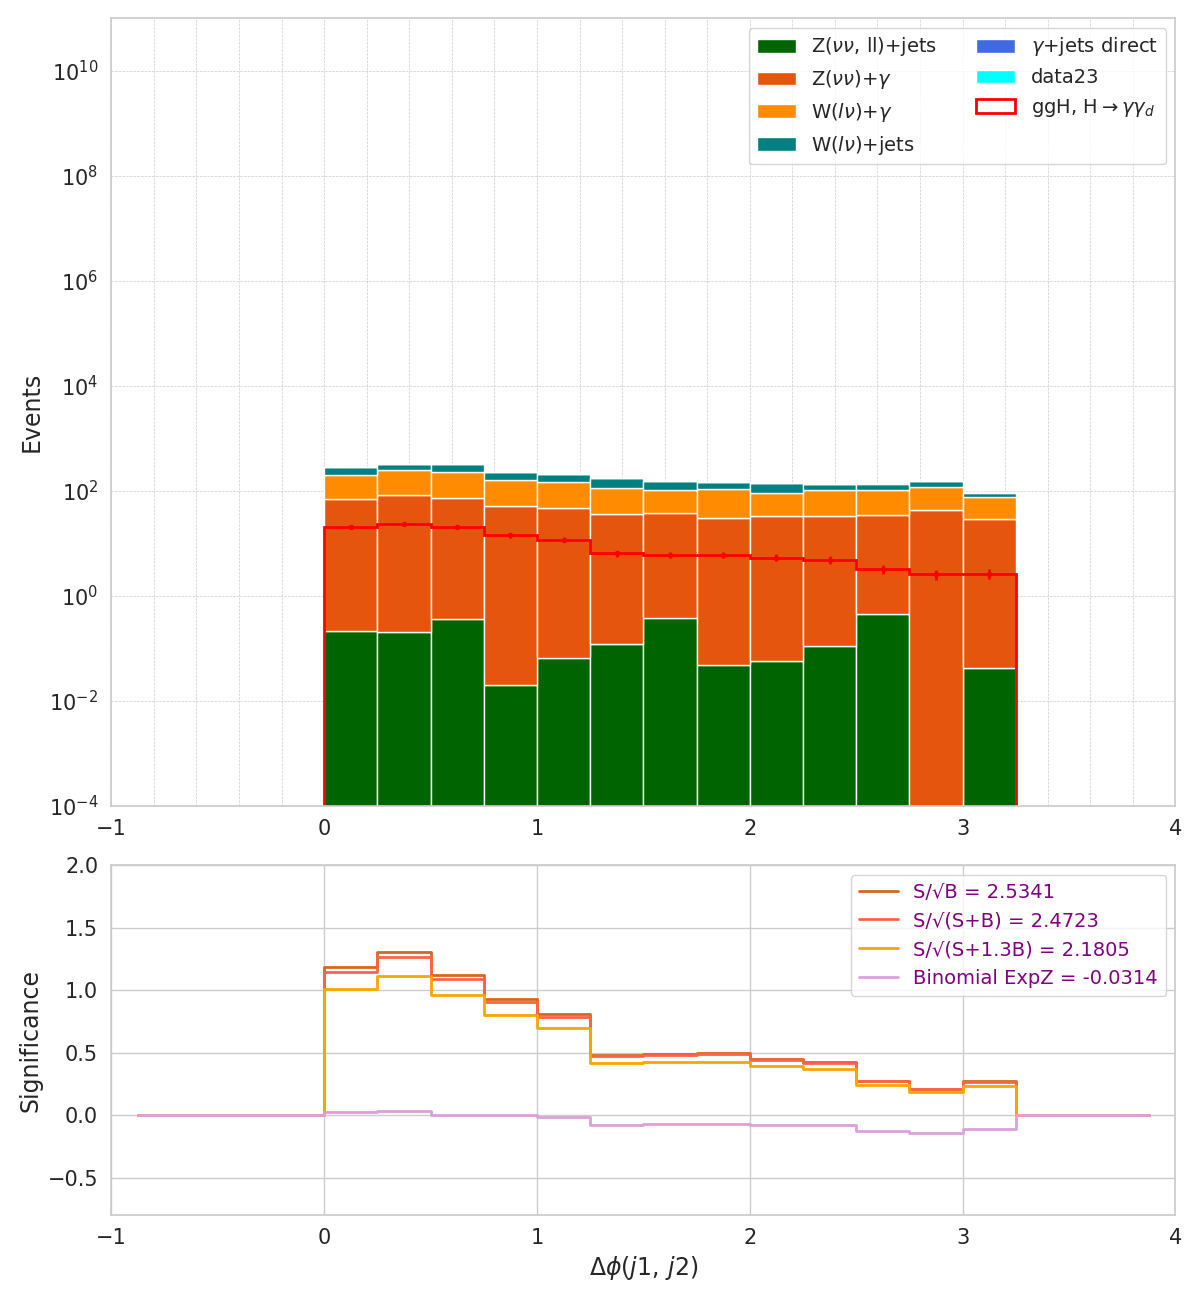 Z(νν, ll)+jets
Z(νν)+γ
W(lν)+γ
W(lν)+jets
γ+jets direct
data23
ggH, H→γγ_d
Events
10^10
10^8
10^6
10^4
10^2
10^0
10^−2
10^−4
−1 0 1 2 3 4
S/√B = 2.5341
S/√(S+B) = 2.4723
S/√(S+1.3B) = 2.1805
Binomial ExpZ = -0.0314
Significance
2.0
1.5
1.0
0.5
0.0
−0.5
−1 0 1 2 3 4
Δϕ(j1, j2)